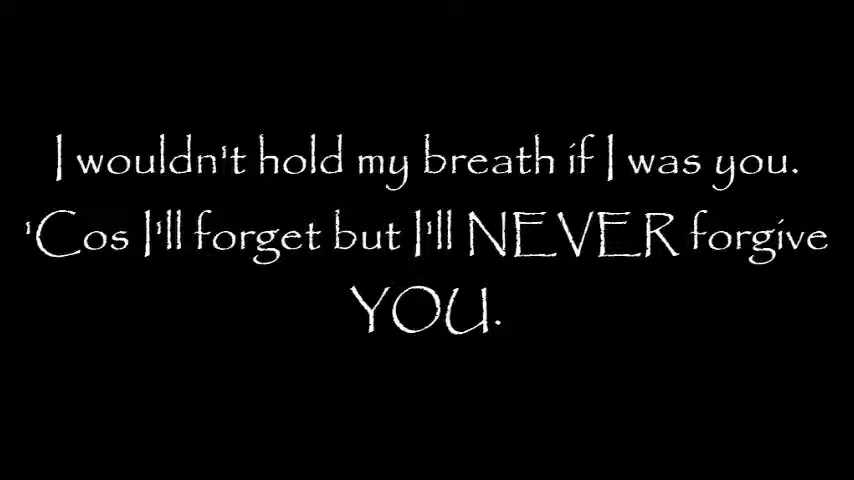 I wouldn't hold my breath if I was you.
'Cos I'll forget but I'll NEVER forgive
YOU.